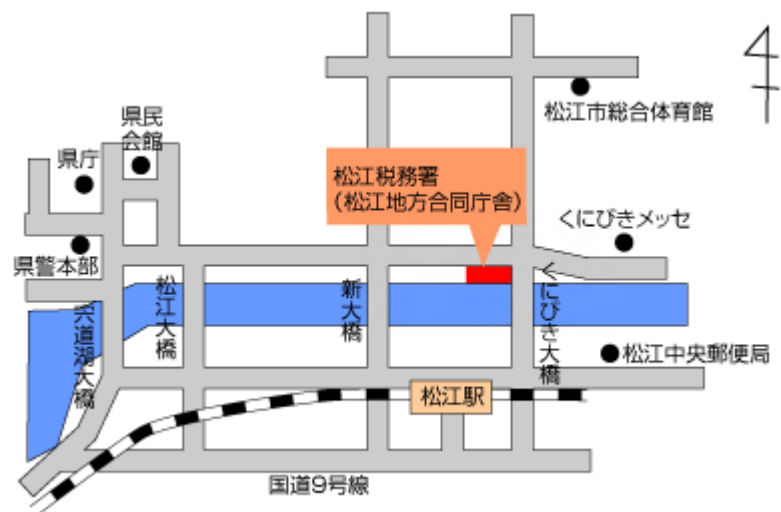 松江市総合体育館
県民
会館
県庁
松江税務署
(松江地方合同庁舎)
くにびきメッセ
県警本部
宍道湖大橋
松江大橋
新大橋
くにびき大橋
松江中央郵便局
松江駅
国道9号線